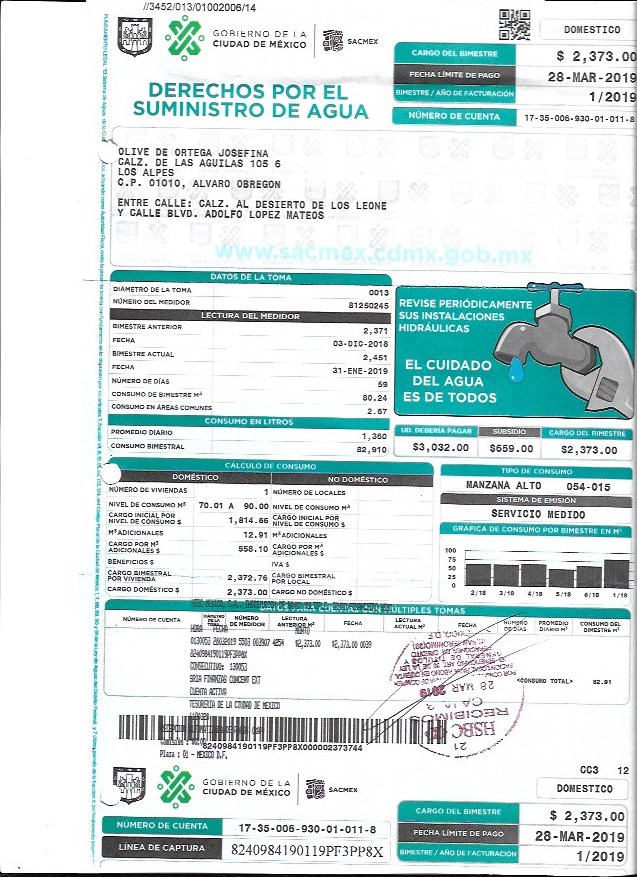 //3452/013/01002006/14
GOBIERNO DE LA
CIUDAD DE MÉXICO
SACMEX
DERECHOS POR EL
SUMINISTRO DE AGUA
DOMESTICO
CARGO DEL BIMESTRE $ 2,373.00
FECHA LÍMITE DE PAGO 28-MAR-2019
BIMESTRE / AÑO DE FACTURACIÓN 1/2019
NÚMERO DE CUENTA 17-35-006-930-01-011-8
OLIVE DE ORTEGA JOSEFINA
CALZ. DE LAS AGUILAS 105 6
LOS ALPES
C.P. 01010, ALVARO OBREGON
ENTRE CALLE: CALZ. AL DESIERTO DE LOS LEONE
Y CALLE BLVD. ADOLFO LOPEZ MATEOS
www.sacmex.cdmx.gob.mx
DATOS DE LA TOMA
DIÁMETRO DE LA TOMA 0013
NÚMERO DEL MEDIDOR 81250245
LECTURA DEL MEDIDOR
BIMESTRE ANTERIOR 2,371
FECHA 03-DIC-2018
BIMESTRE ACTUAL 2,451
FECHA 31-ENE-2019
NÚMERO DE DÍAS 59
CONSUMO DE BIMESTRE M³ 80.24
CONSUMO EN ÁREAS COMUNES 2.67
CONSUMO EN LITROS
PROMEDIO DIARIO 1,360
CONSUMO BIMESTRAL 82,910
REVISE PERIÓDICAMENTE
SUS INSTALACIONES
HIDRÁULICAS
EL CUIDADO
DEL AGUA
ES DE TODOS
UD. DEBERÍA PAGAR SUBSIDIO CARGO DEL BIMESTRE
$3,032.00 $659.00 $2,373.00
CÁLCULO DE CONSUMO
DOMÉSTICO NO DOMÉSTICO
NÚMERO DE VIVIENDAS 1 NÚMERO DE LOCALES
NIVEL DE CONSUMO M³ 70.01 A 90.00 NIVEL DE CONSUMO M³
CARGO INICIAL POR NIVEL DE CONSUMO $ 1,814.66 CARGO INICIAL POR NIVEL DE CONSUMO $
M³ADICIONALES 12.91 M³ADICIONALES
CARGO POR M³ ADICIONALES $ 558.10 CARGO POR M³ ADICIONALES $
BENEFICIOS $ IVA $
CARGO BIMESTRAL POR VIVIENDA 2,372.76 CARGO BIMESTRAL POR LOCAL
CARGO DOMÉSTICO $ 2,373.00 CARGO NO DOMÉSTICO $
TIPO DE CONSUMO
MANZANA ALTO 054-015
SISTEMA DE EMISIÓN
SERVICIO MEDIDO
GRÁFICA DE CONSUMO POR BIMESTRE EN M³
100
75
50
25
0
2/18 3/18 4/18 5/18 6/18 1/19
DATOS PARA CUENTAS CON MÚLTIPLES TOMAS
NÚMERO DE CUENTA DIÁMETRO DE LA TOMA NÚMERO DE MEDIDOR LECTURA ANTERIOR M³ FECHA LECTURA ACTUAL M³ FECHA NÚMERO DE DÍAS PROMEDIO DIARIO M³ CONSUMO DEL BIMESTRE M³
HORA FECHA MONTO
0130053 28032019 5503 003907 4254 $2,373.00 $2,373.00 0039
8240984190119PF3PP8X
CONSECUTIVO: 130053
SRIA FINANZAS CONCENT EXT
CUENTA ACTIVA
TESORERIA DE LA CIUDAD DE MEXICO
<CONSUMO TOTAL> 82.91
28 MAR 2019
CAJA 3
RECIBIMOS
HSBC
21
8240984190119PF3PP8X000002373744
Plaza : 01 - MEXICO D.F.
CC3 12
GOBIERNO DE LA
CIUDAD DE MÉXICO
SACMEX
DOMESTICO
NÚMERO DE CUENTA 17-35-006-930-01-011-8
LÍNEA DE CAPTURA 8240984190119PF3PP8X
CARGO DEL BIMESTRE $ 2,373.00
FECHA LÍMITE DE PAGO 28-MAR-2019
BIMESTRE / AÑO DE FACTURACIÓN 1/2019